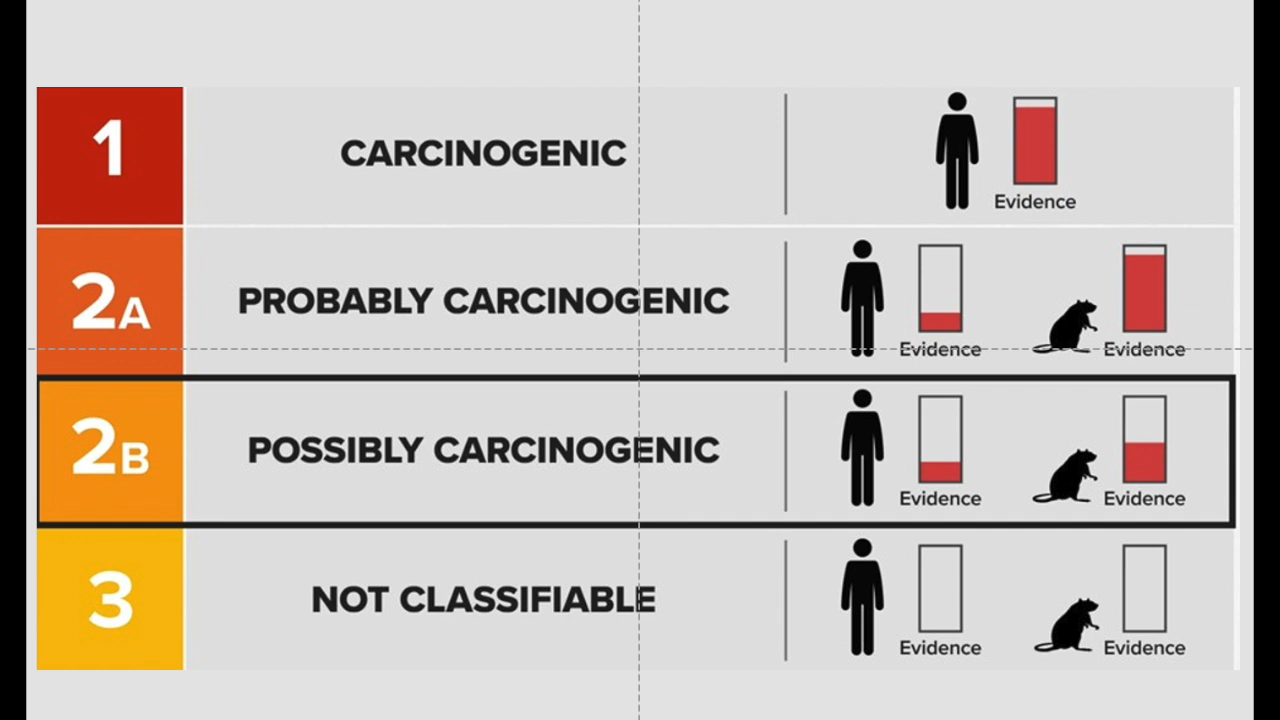 1
CARCINOGENIC
Evidence
2A
PROBABLY CARCINOGENIC
Evidence
Evidence
2B
POSSIBLY CARCINOGENIC
Evidence
Evidence
3
NOT CLASSIFIABLE
Evidence
Evidence